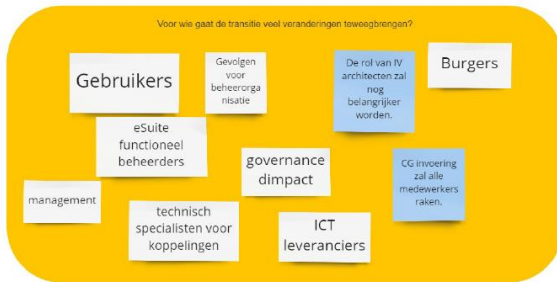 Voor wie gaat de transitie veel veranderingen teweegbrengen?
Gebruikers
Gevolgen
voor
beheerorga
nisatie
De rol van IV
architecten zal
nog
belangrijker
worden.
Burgers
eSuite
functioneel
beheerders
governance
dimpact
CG invoering
zal alle
medewerkers
raken.
management
technisch
specialisten voor
koppelingen
ICT
leveranciers